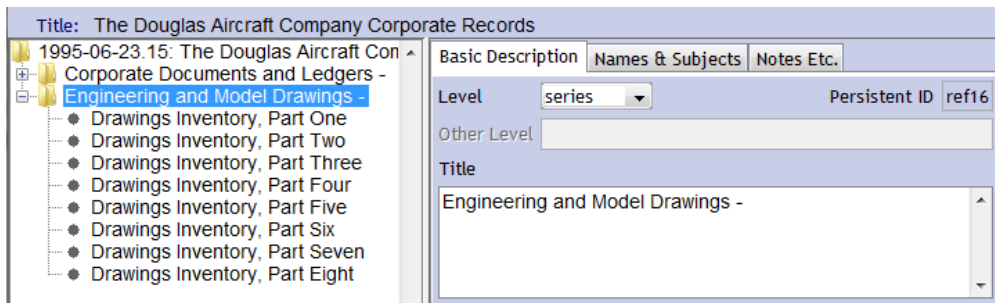 Title: The Douglas Aircraft Company Corporate Records
1995-06-23.15: The Douglas Aircraft Con
Corporate Documents and Ledgers -
Engineering and Model Drawings -
Drawings Inventory, Part One
Drawings Inventory, Part Two
Drawings Inventory, Part Three
Drawings Inventory, Part Four
Drawings Inventory, Part Five
Drawings Inventory, Part Six
Drawings Inventory, Part Seven
Drawings Inventory, Part Eight
Basic Description Names & Subjects Notes Etc.
Level series Persistent ID ref16
Other Level
Title
Engineering and Model Drawings -